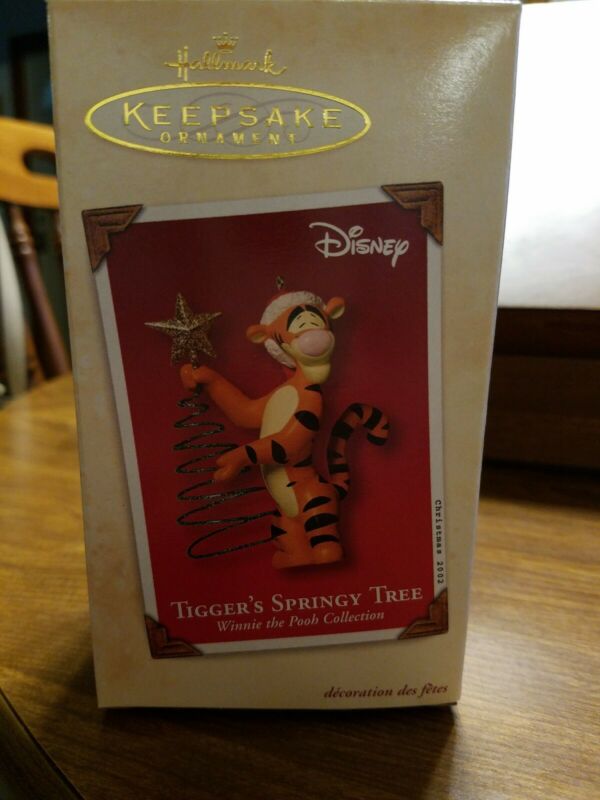 Hallmark
KEEPSAKE
ORNAMENT
Disney
Christmas 2002
TIGGER'S SPRINGY TREE
Winnie the Pooh Collection
décoration des fêtes